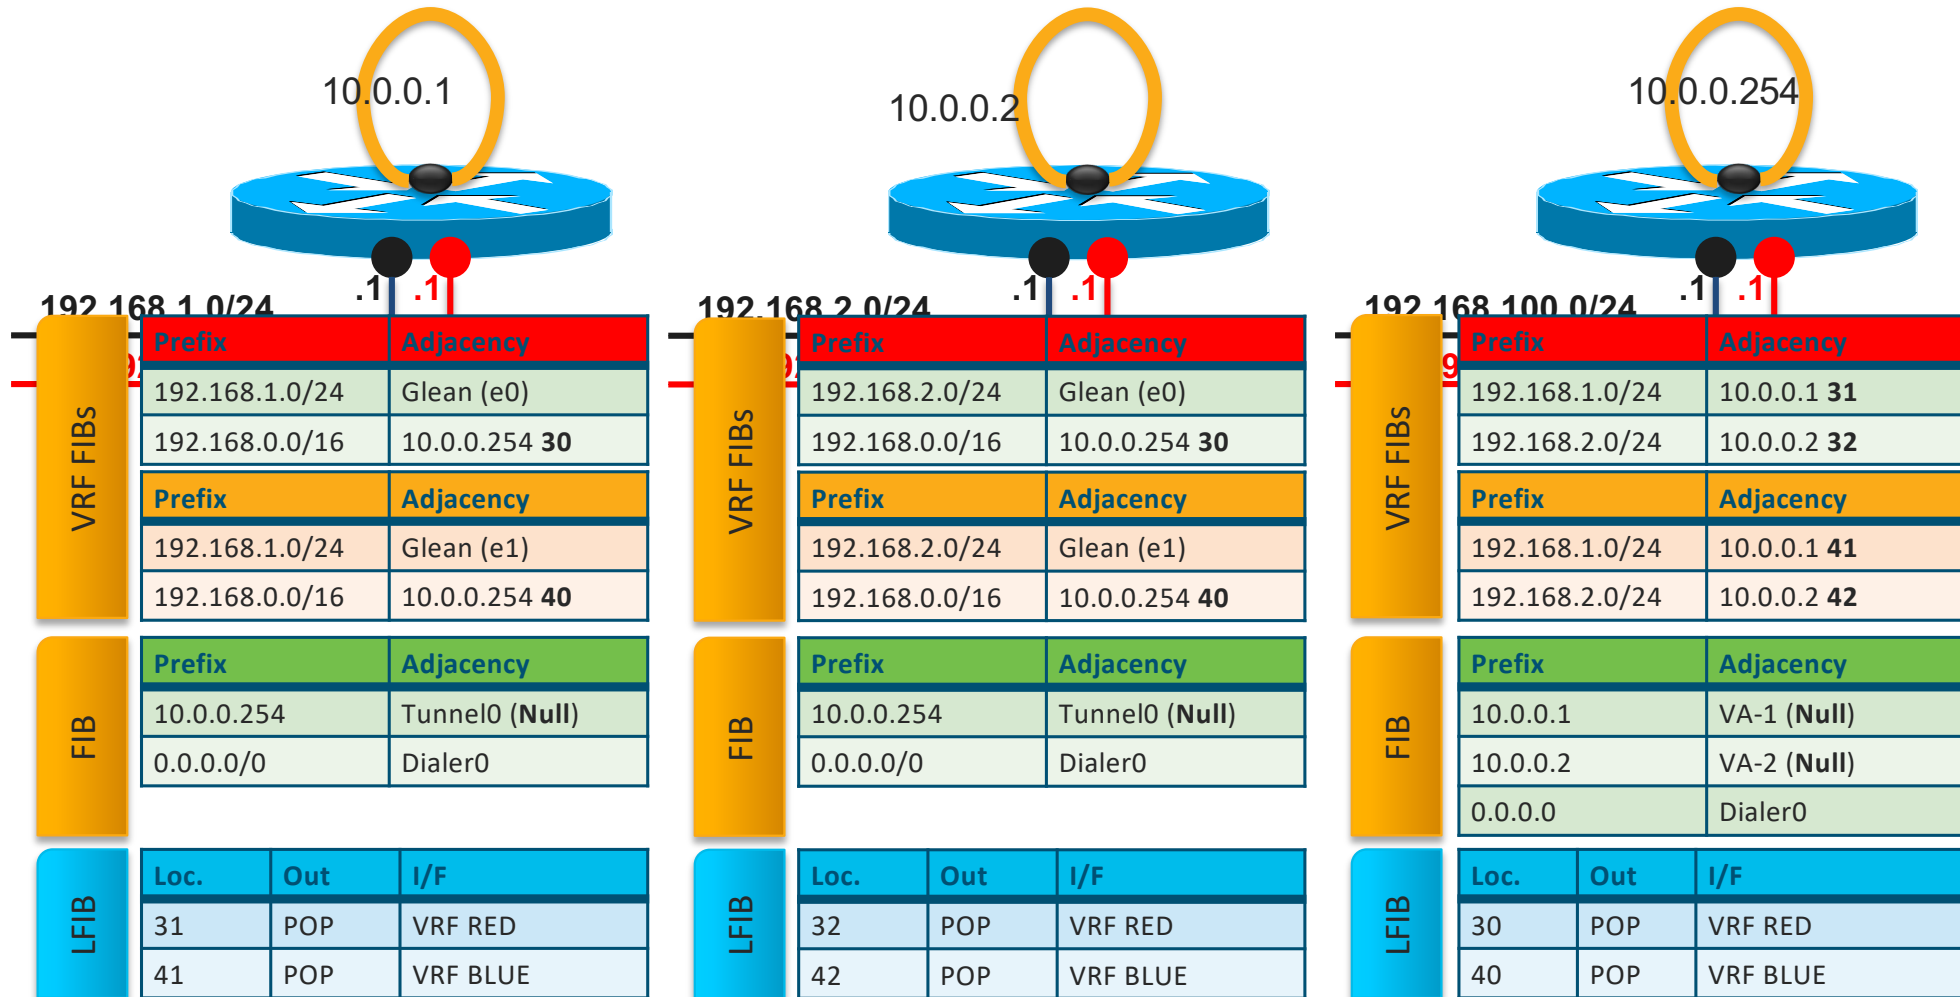 10.0.0.1
10.0.0.2
10.0.0.254
.1 .1
.1 .1
.1 .1
192.168.1.0/24
192.168.2.0/24
192.168.100.0/24
VRF FIBs
Prefix Adjacency
192.168.1.0/24 Glean (e0)
192.168.0.0/16 10.0.0.254 30
Prefix Adjacency
192.168.1.0/24 Glean (e1)
192.168.0.0/16 10.0.0.254 40
FIB
Prefix Adjacency
10.0.0.254 Tunnel0 (Null)
0.0.0.0/0 Dialer0
LFIB
Loc. Out I/F
31 POP VRF RED
41 POP VRF BLUE
VRF FIBs
Prefix Adjacency
192.168.2.0/24 Glean (e0)
192.168.0.0/16 10.0.0.254 30
Prefix Adjacency
192.168.2.0/24 Glean (e1)
192.168.0.0/16 10.0.0.254 40
FIB
Prefix Adjacency
10.0.0.254 Tunnel0 (Null)
0.0.0.0/0 Dialer0
LFIB
Loc. Out I/F
32 POP VRF RED
42 POP VRF BLUE
VRF FIBs
Prefix Adjacency
192.168.1.0/24 10.0.0.1 31
192.168.2.0/24 10.0.0.2 32
Prefix Adjacency
192.168.1.0/24 10.0.0.1 41
192.168.2.0/24 10.0.0.2 42
FIB
Prefix Adjacency
10.0.0.1 VA-1 (Null)
10.0.0.2 VA-2 (Null)
0.0.0.0 Dialer0
LFIB
Loc. Out I/F
30 POP VRF RED
40 POP VRF BLUE